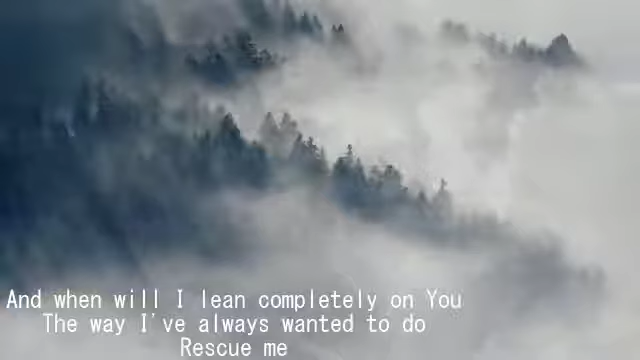 And when will I lean completely on You
The way I've always wanted to do
Rescue me